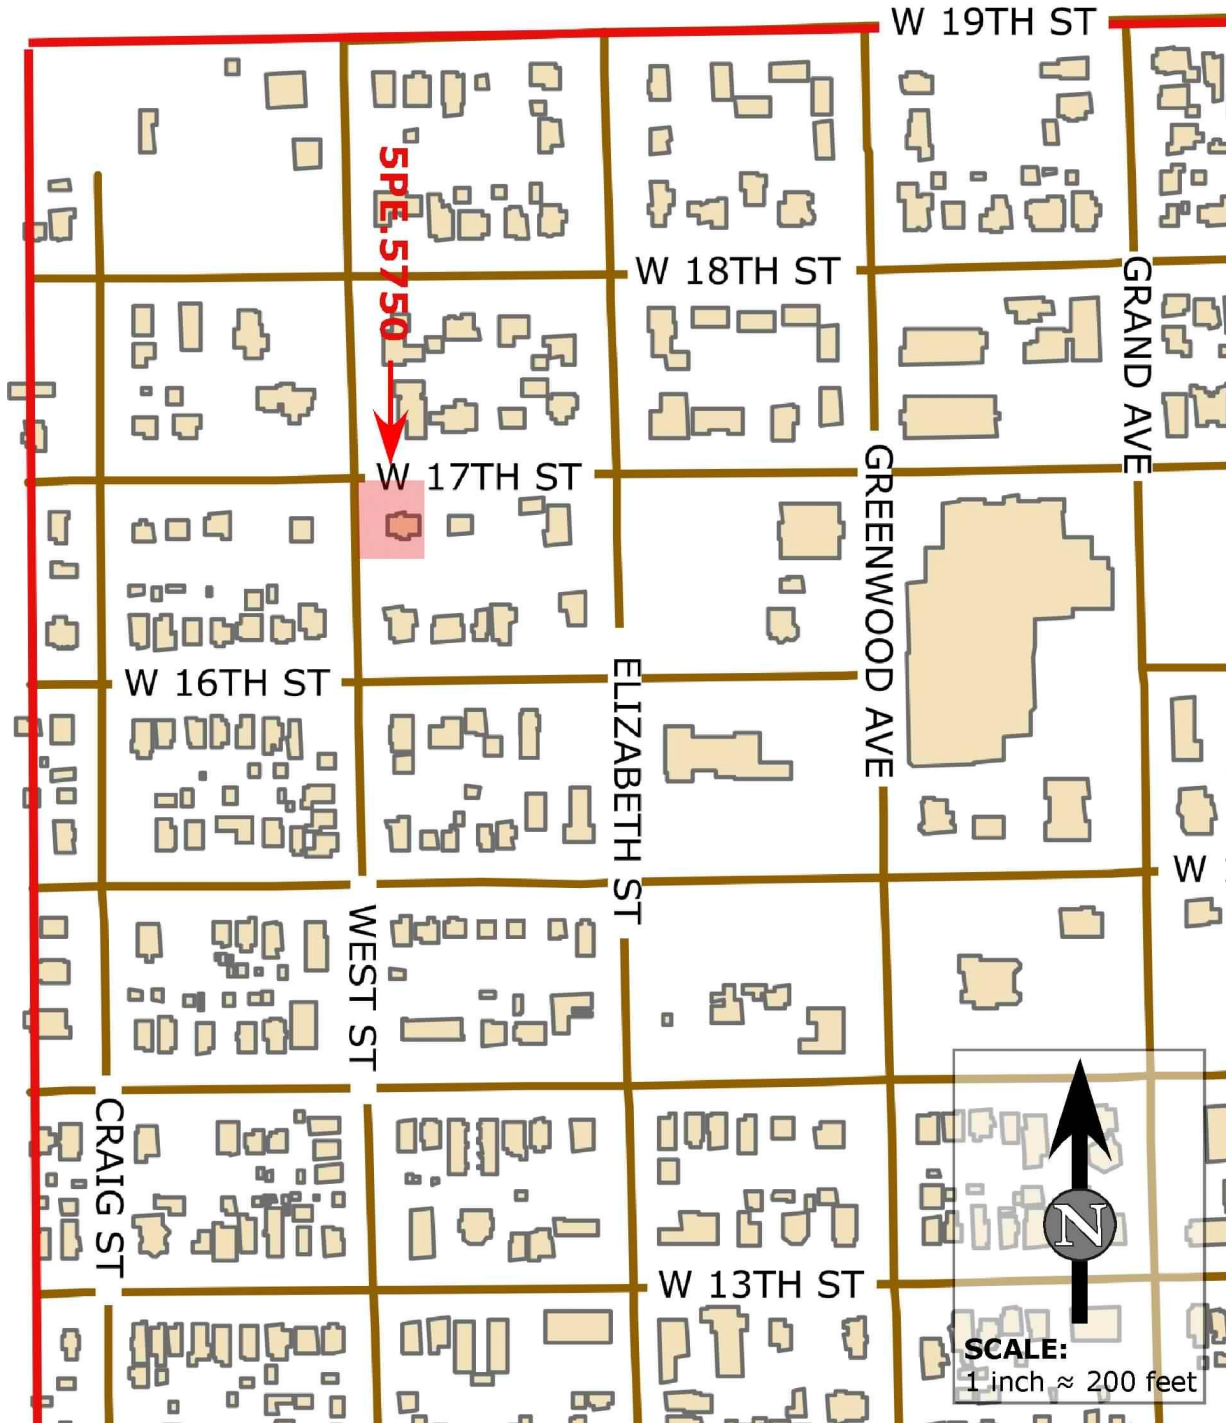 W 19TH ST
5PE.5750
W 18TH ST
GRAND AVE
W 17TH ST
GREENWOOD AVE
W 16TH ST
ELIZABETH ST
W
WEST ST
CRAIG ST
N
W 13TH ST
SCALE:
1 inch ≈ 200 feet